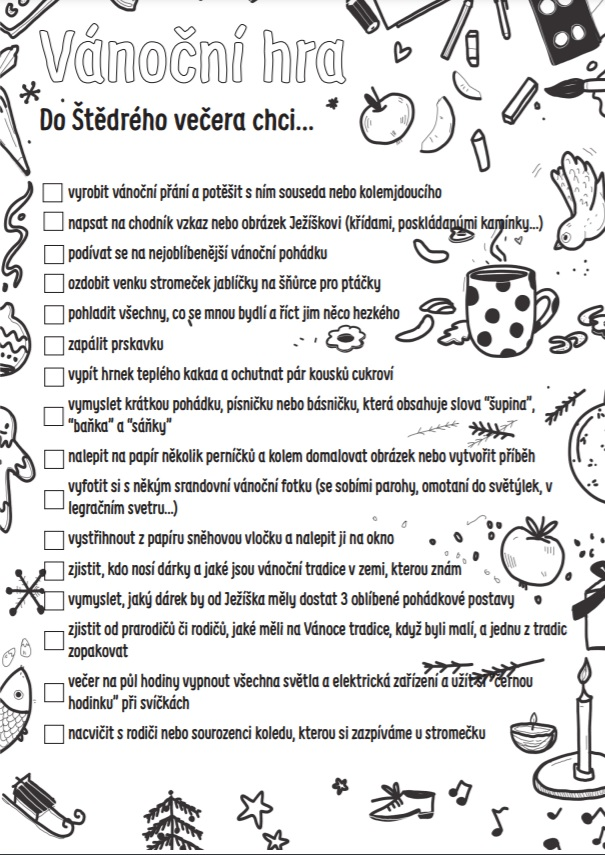 Vánoční hra
Do Štědrého večera chci...
vyrobit vánoční přání a potěšit s ním souseda nebo kolemjdoucího
napsat na chodník vzkaz nebo obrázek Ježíškovi (křídami, poskládanými kamínky...)
podívat se na nejoblíbenější vánoční pohádku
ozdobit venku stromeček jablíčky na šňůrce pro ptáčky
pohladit všechny, co se mnou bydlí a říct jim něco hezkého
zapálit prskavku
vypít hrnek teplého kakaa a ochutnat pár kousků cukroví
vymyslet krátkou pohádku, písničku nebo básničku, která obsahuje slova “šupina”,
“baňka” a “sáňky”
nalepit na papír několik perníčků a kolem domalovat obrázek nebo vytvořit příběh
vyfotit si s někým srandovní vánoční fotku (se sobími parohy, omotaní do světýlek, v
legračním svetru...)
vystřihnout z papíru sněhovou vločku a nalepit ji na okno
zjistit, kdo nosí dárky a jaké jsou vánoční tradice v zemi, kterou znám
vymyslet, jaký dárek by od Ježíška měly dostat 3 oblíbené pohádkové postavy
zjistit od prarodičů či rodičů, jaké měli na Vánoce tradice, když byli malí, a jednu z tradic
zopakovat
večer na půl hodiny vypnout všechna světla a elektrická zařízení a užít si “černou
hodinku” při svíčkách
nacvičit s rodiči nebo sourozenci koledu, kterou si zazpíváme u stromečku